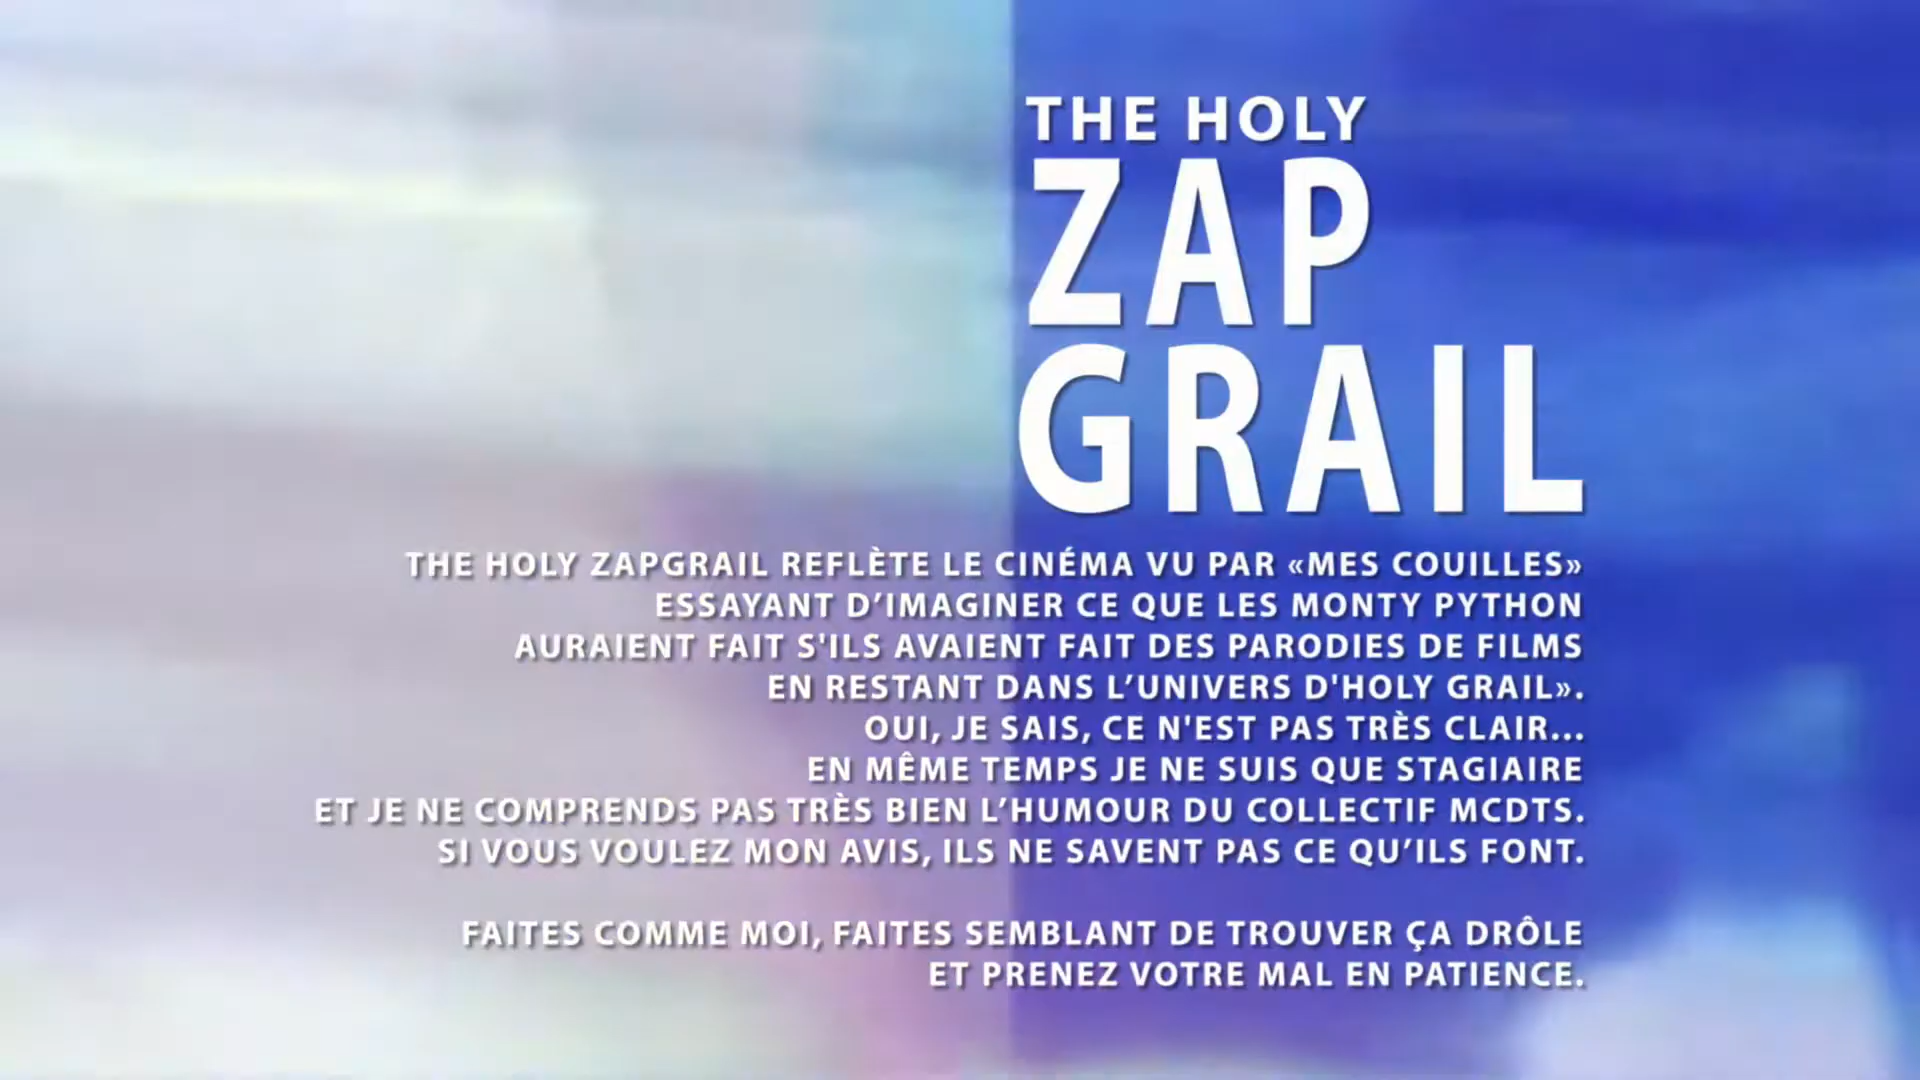 THE HOLY
ZAP
GRAIL
THE HOLY ZAPGRAIL REFLÈTE LE CINÉMA VU PAR «MES COUILLES»
ESSAYANT D’IMAGINER CE QUE LES MONTY PYTHON
AURAIENT FAIT S'ILS AVAIENT FAIT DES PARODIES DE FILMS
EN RESTANT DANS L’UNIVERS D'HOLY GRAIL».
OUI, JE SAIS, CE N'EST PAS TRÈS CLAIR...
EN MÊME TEMPS JE NE SUIS QUE STAGIAIRE
ET JE NE COMPRENDS PAS TRÈS BIEN L’HUMOUR DU COLLECTIF MCDTS.
SI VOUS VOULEZ MON AVIS, ILS NE SAVENT PAS CE QU’ILS FONT.
FAITES COMME MOI, FAITES SEMBLANT DE TROUVER ÇA DRÔLE
ET PRENEZ VOTRE MAL EN PATIENCE.